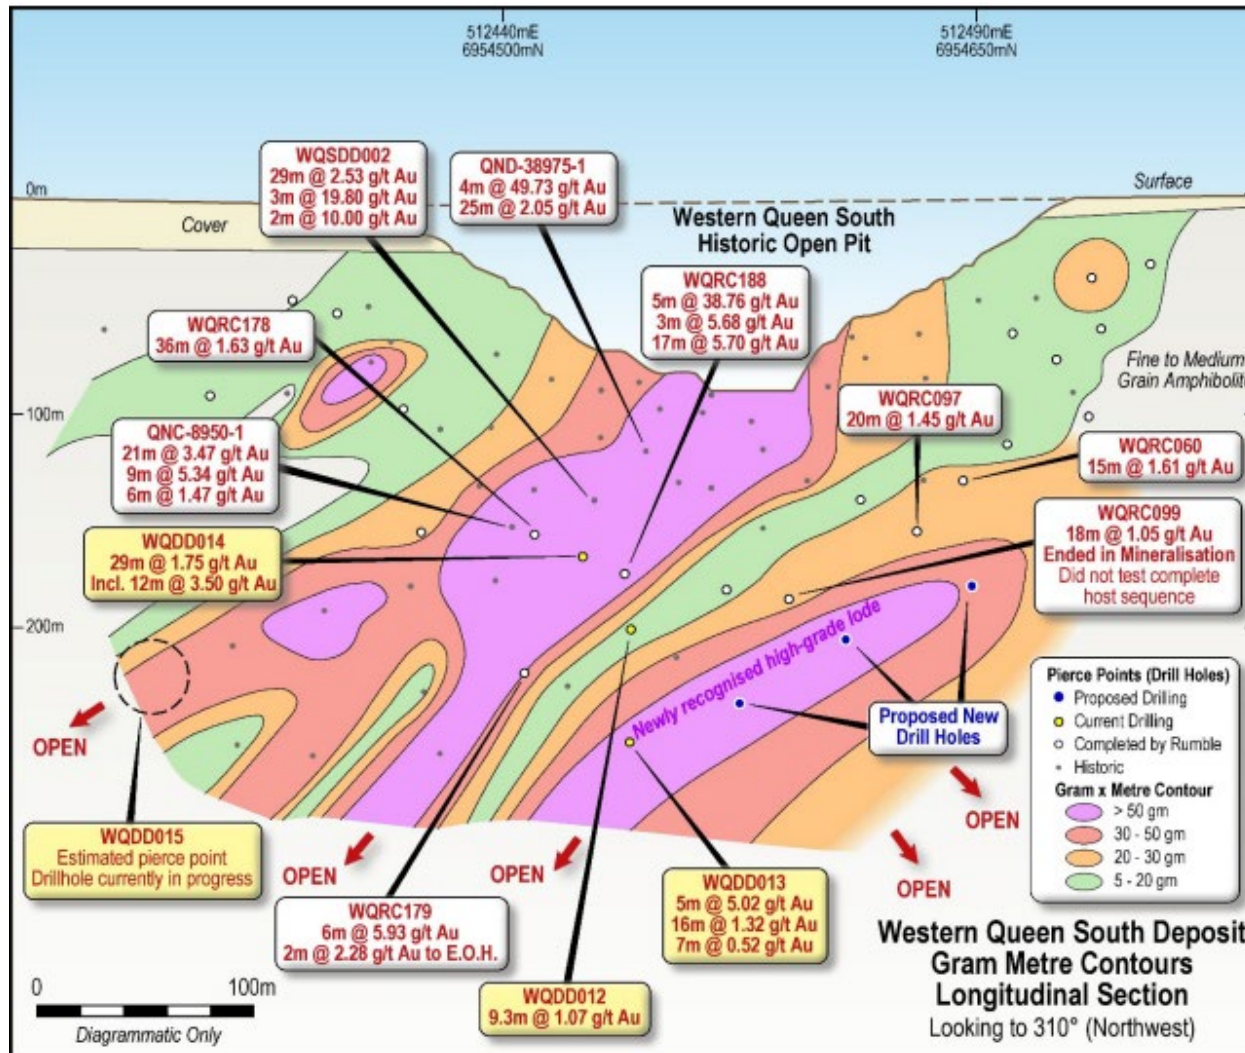 512440mE
6954500mN
512490mE
6954650mN
WQSDD002
29m @ 2.53 g/t Au
3m @ 19.80 g/t Au
2m @ 10.00 g/t Au
QND-38975-1
4m @ 49.73 g/t Au
25m @ 2.05 g/t Au
0m
Surface
Cover
Western Queen South
Historic Open Pit
WQRC188
5m @ 38.76 g/t Au
3m @ 5.68 g/t Au
17m @ 5.70 g/t Au
WQRC178
36m @ 1.63 g/t Au
Fine to Medium
Grain Amphibolite
WQRC097
20m @ 1.45 g/t Au
100m
QNC-8950-1
21m @ 3.47 g/t Au
9m @ 5.34 g/t Au
6m @ 1.47 g/t Au
WQRC060
15m @ 1.61 g/t Au
WQRC099
18m @ 1.05 g/t Au
Ended in Mineralisation
Did not test complete
host sequence
WQDD014
29m @ 1.75 g/t Au
Incl. 12m @ 3.50 g/t Au
200m
Newly recognised high-grade lode
Proposed New
Drill Holes
Pierce Points (Drill Holes)
Proposed Drilling
Current Drilling
Completed by Rumble
Historic
Gram x Metre Contour
> 50 gm
30 - 50 gm
20 - 30 gm
5 - 20 gm
OPEN
OPEN
OPEN
OPEN
OPEN
WQDD015
Estimated pierce point
Drillhole currently in progress
WQRC179
6m @ 5.93 g/t Au
2m @ 2.28 g/t Au to E.O.H.
WQDD013
5m @ 5.02 g/t Au
16m @ 1.32 g/t Au
7m @ 0.52 g/t Au
WQDD012
9.3m @ 1.07 g/t Au
0 100m
Diagrammatic Only
Western Queen South Deposit
Gram Metre Contours
Longitudinal Section
Looking to 310° (Northwest)